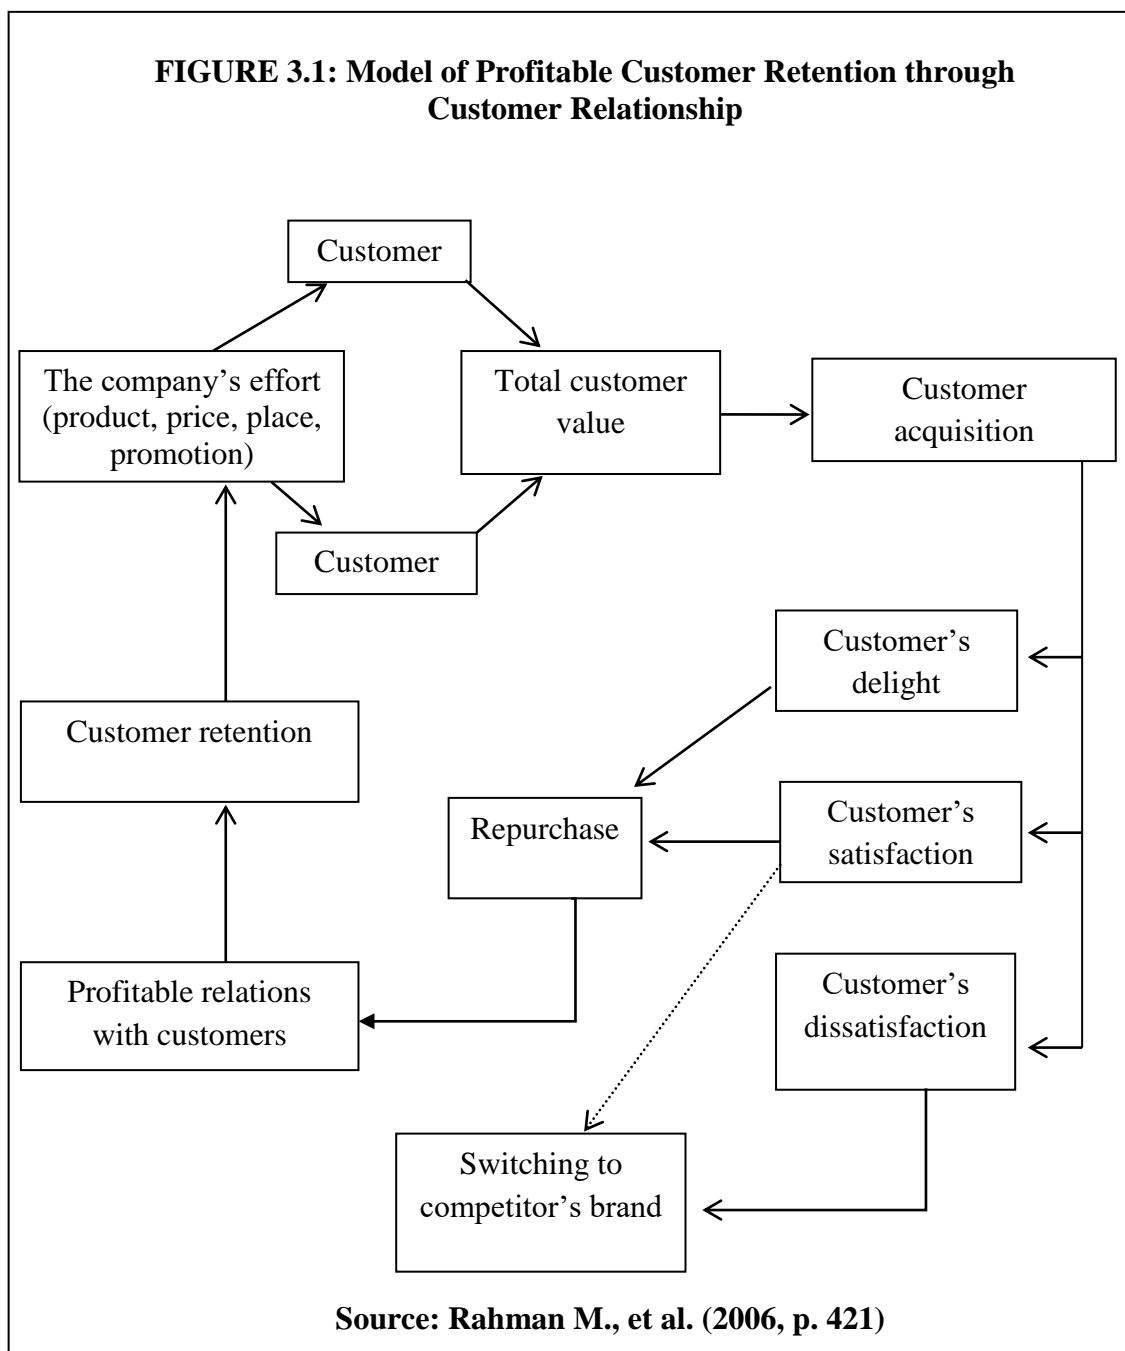 FIGURE 3.1: Model of Profitable Customer Retention through
Customer Relationship
Customer
The company's effort
(product, price, place,
promotion)
Total customer
value
Customer
acquisition
Customer
Customer's
delight
Customer retention
Repurchase
Customer's
satisfaction
Profitable relations
with customers
Customer's
dissatisfaction
Switching to
competitor's brand
Source: Rahman M., et al. (2006, p. 421)